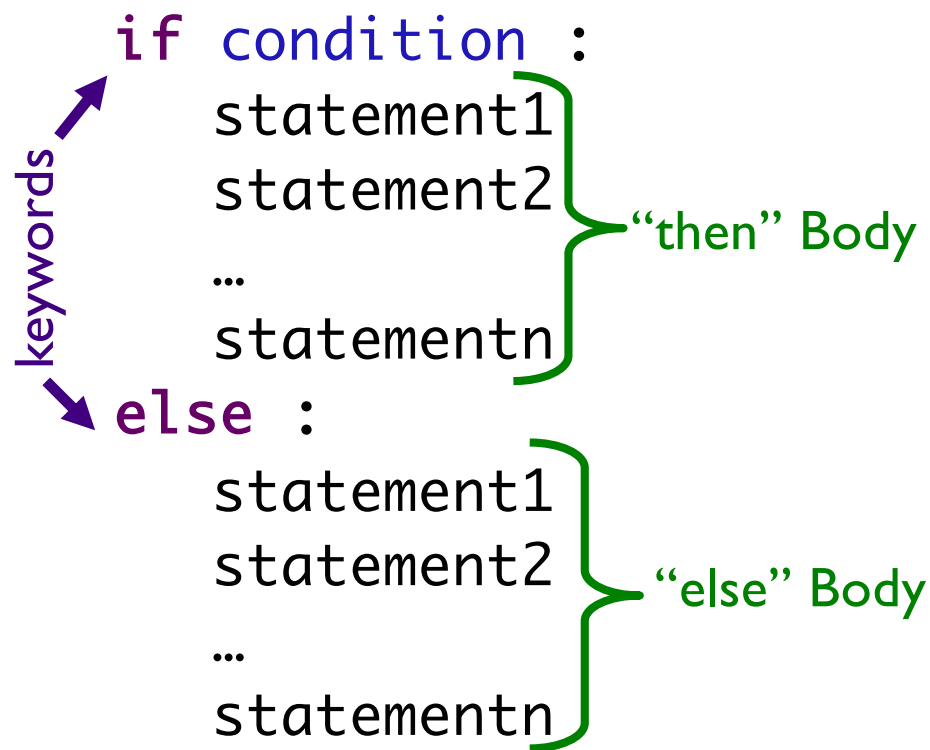 if condition :
statement1
statement2
…
statementn
“then” Body
keywords
else :
statement1
statement2
…
statementn
“else” Body